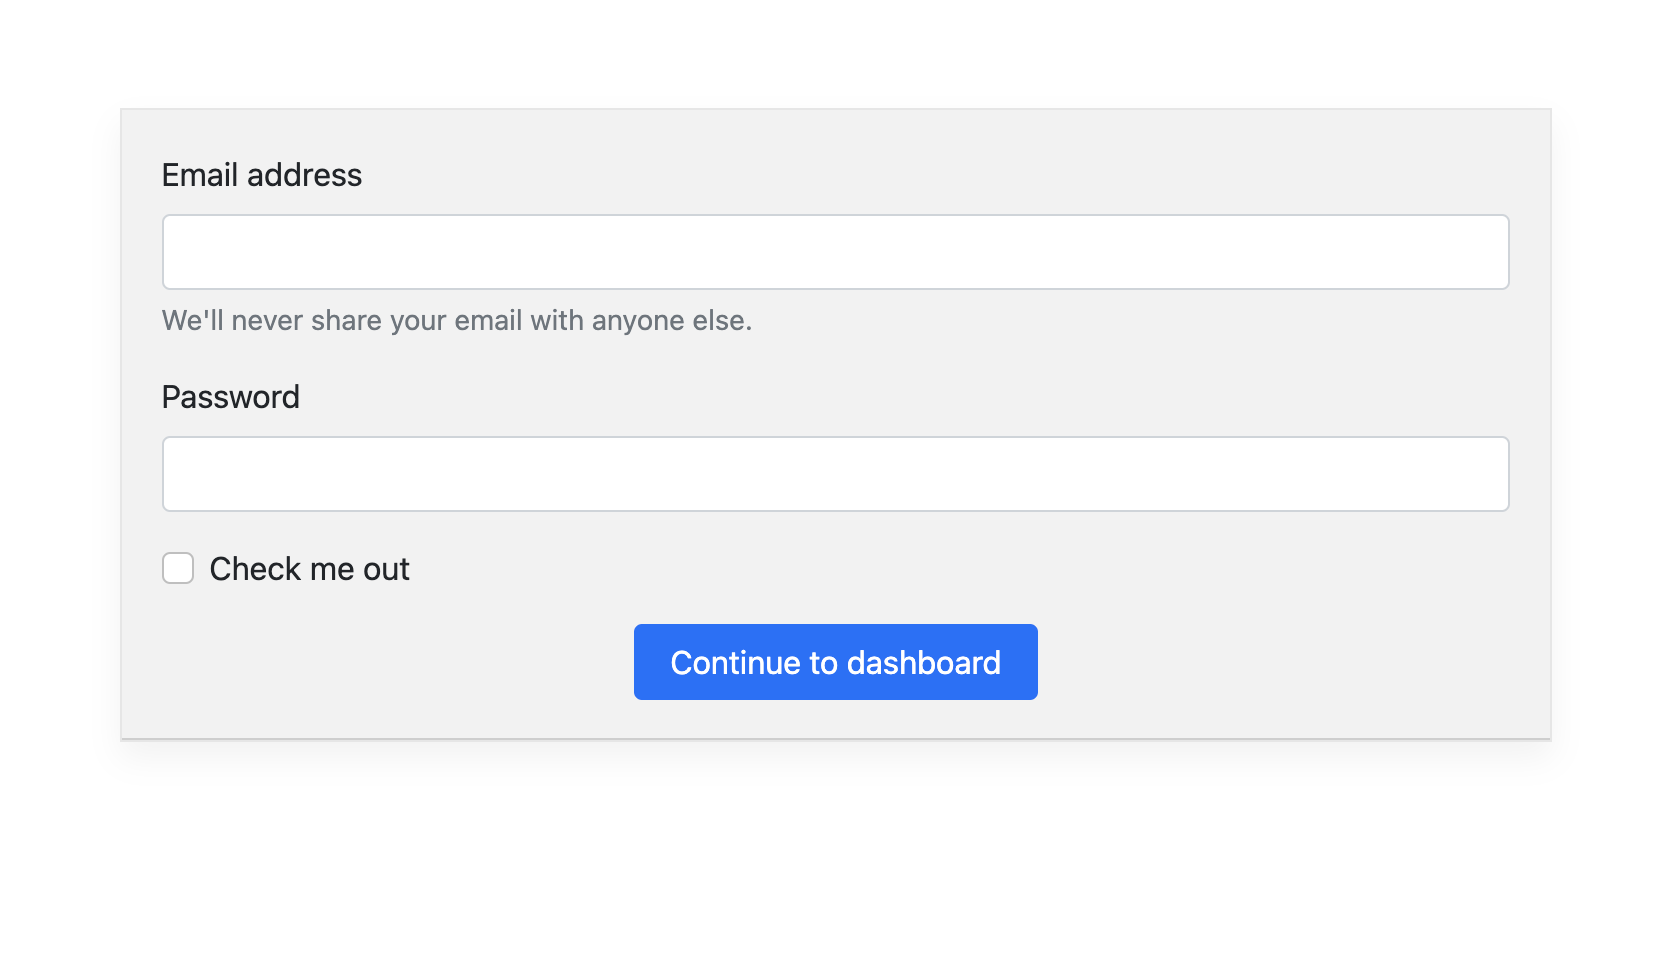 Email address
We'll never share your email with anyone else.
Password
Check me out
Continue to dashboard